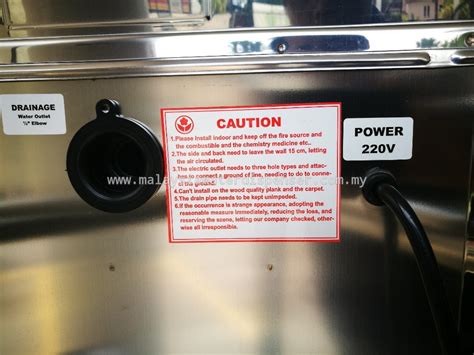 DRAINAGE
Water Outlet
½" Elbow
CAUTION
1.Please install indoor and keep off the fire source and
the combustible and the chemistry medicine etc..
2.The side and back need to leave the wall 15 cm, letting
the air circulated.
3.The electric outlet needs to three hole types and attac-
hes to connect a ground of line, needing to do to conne-
ct the ground.
4.Can't install on the wood quality plank and the carpet.
5.The drain pipe needs to be kept unimpeded.
6.If the occurrence is strange appearance, adopting the
reasonable measure immediately, reducing the loss, and
reserving the scene, letting our company checked, other-
wise all irresponsibla.
POWER
220V